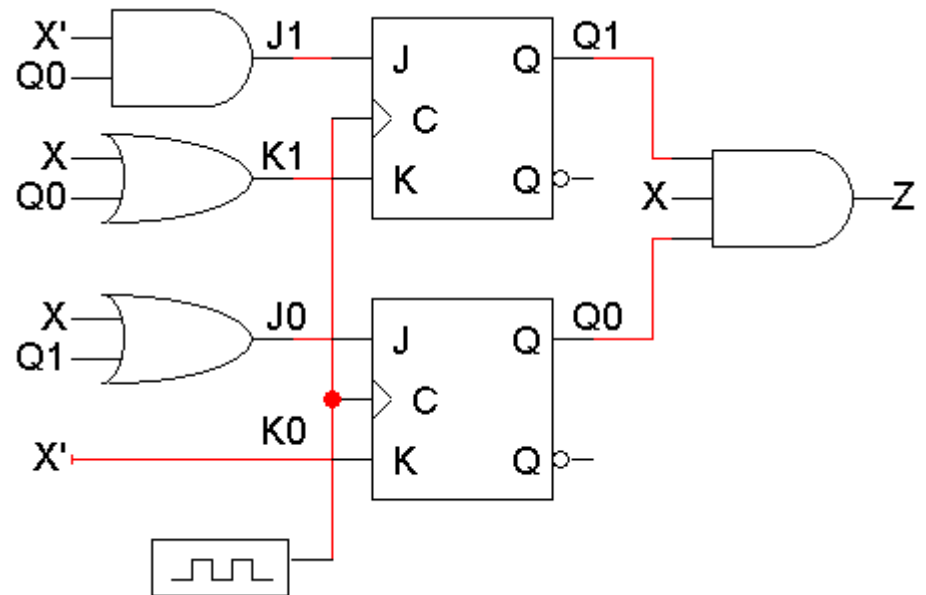 X' J1 Q1
Q0 J Q
C
X K1 X Z
Q0 K Q
X J0 Q0
Q1 J Q
C
X' K0
K Q